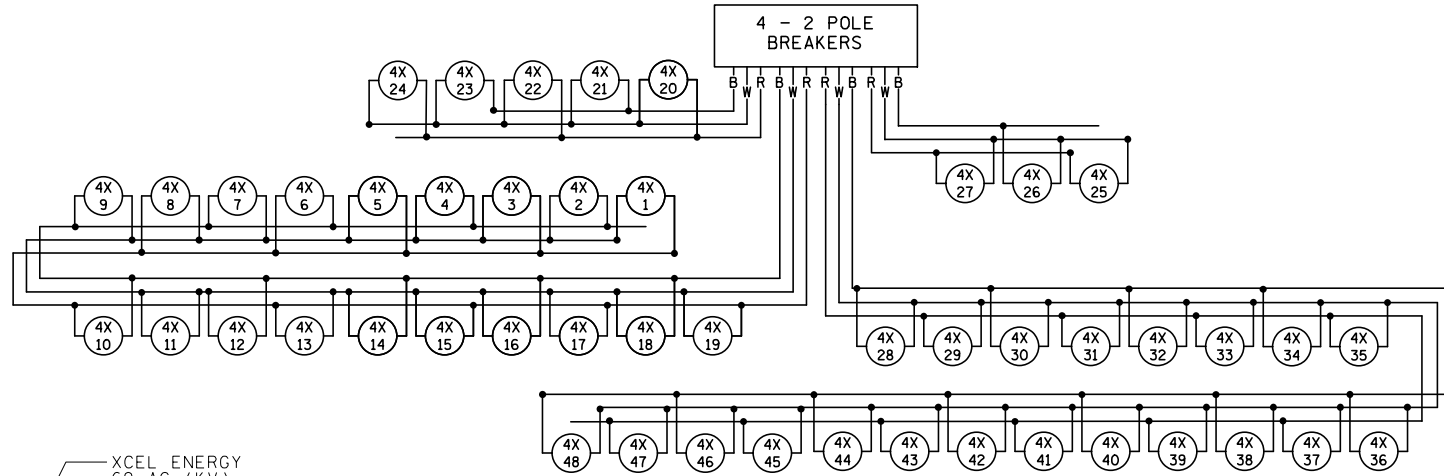 4 - 2 POLE
BREAKERS
B W R B W R R W B R W B
4X 24
4X 23
4X 22
4X 21
4X 20
4X 27
4X 26
4X 25
4X 9
4X 8
4X 7
4X 6
4X 5
4X 4
4X 3
4X 2
4X 1
4X 10
4X 11
4X 12
4X 13
4X 14
4X 15
4X 16
4X 17
4X 18
4X 19
4X 28
4X 29
4X 30
4X 31
4X 32
4X 33
4X 34
4X 35
4X 48
4X 47
4X 46
4X 45
4X 44
4X 43
4X 42
4X 41
4X 40
4X 39
4X 38
4X 37
4X 36
XCEL ENERGY